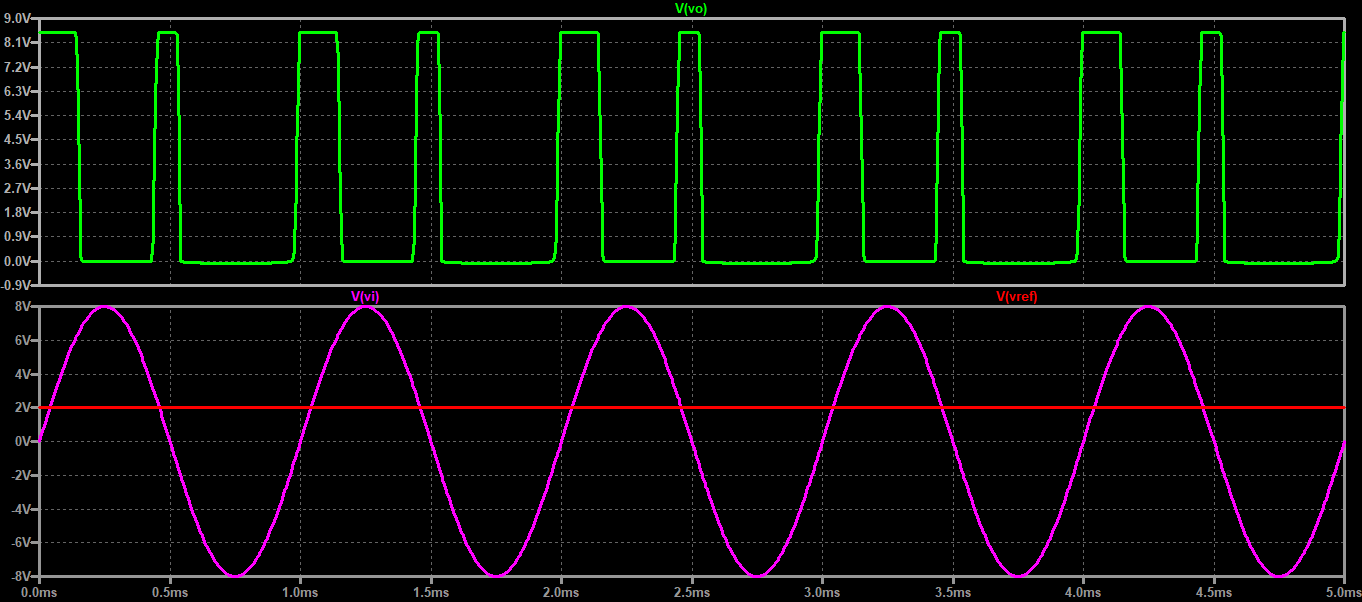 V(vo)
9.0V
8.1V
7.2V
6.3V
5.4V
4.5V
3.6V
2.7V
1.8V
0.9V
0.0V
-0.9V
V(vi) V(vref)
8V
6V
4V
2V
0V
-2V
-4V
-6V
-8V
0.0ms 0.5ms 1.0ms 1.5ms 2.0ms 2.5ms 3.0ms 3.5ms 4.0ms 4.5ms 5.0ms